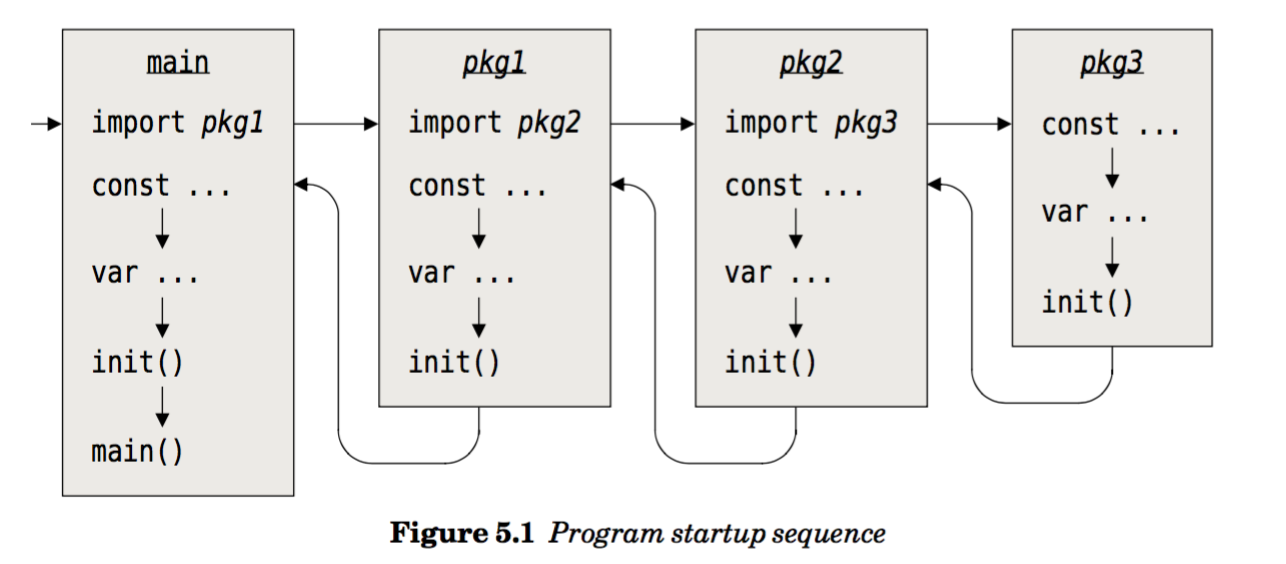 main
import pkg1
const ...
var ...
init()
main()
pkg1
import pkg2
const ...
var ...
init()
pkg2
import pkg3
const ...
var ...
init()
pkg3
const ...
var ...
init()
Figure 5.1 Program startup sequence